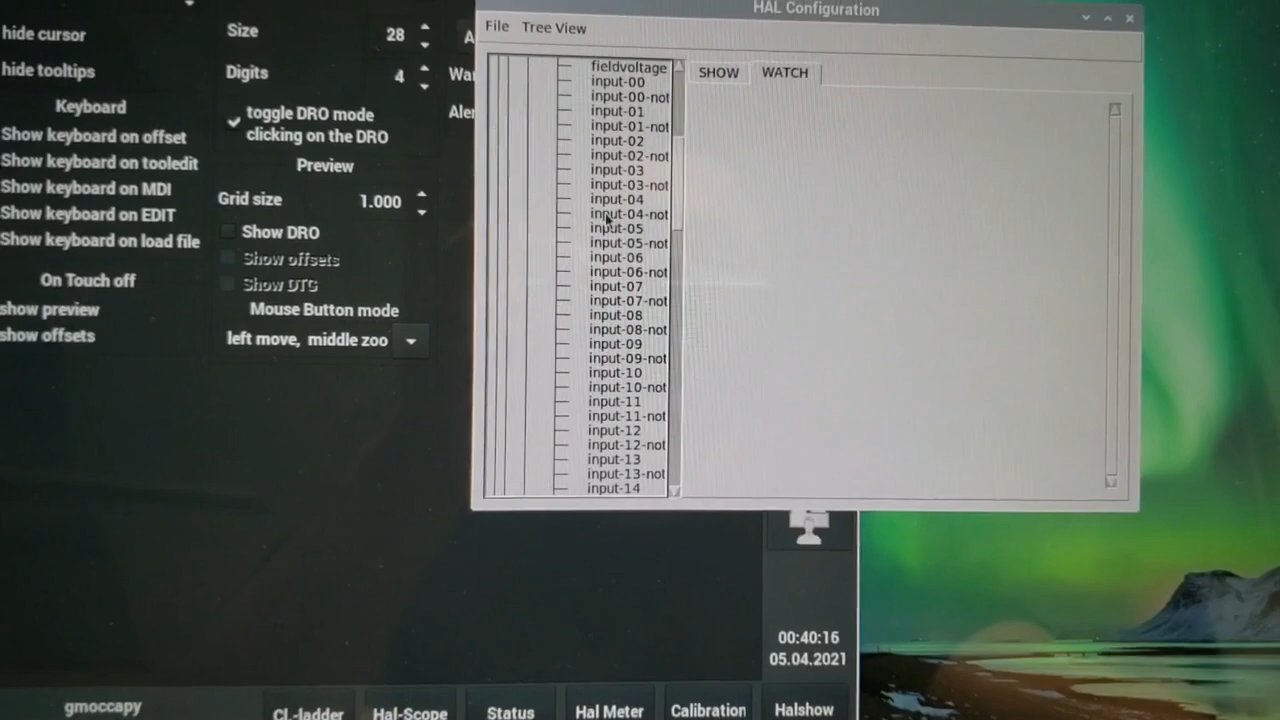 hide cursor
hide tooltips
Keyboard
Show keyboard on offset
Show keyboard on tooledit
Show keyboard on MDI
Show keyboard on EDIT
Show keyboard on load file
On Touch off
show preview
show offsets
Size 28
Digits 4
toggle DRO mode
clicking on the DRO
Preview
Grid size 1.000
Show DRO
Show offsets
Show DTG
Mouse Button mode
left move, middle zoo
HAL Configuration
File Tree View
fieldvoltage
input-00
input-00-not
input-01
input-01-not
input-02
input-02-not
input-03
input-03-not
input-04
input-04-not
input-05
input-05-not
input-06
input-06-not
input-07
input-07-not
input-08
input-08-not
input-09
input-09-not
input-10
input-10-not
input-11
input-11-not
input-12
input-12-not
input-13
input-13-not
input-14
SHOW WATCH
00:40:16
05.04.2021
gmoccapy
CL-ladder Hal-Scope Status Hal Meter Calibration Halshow